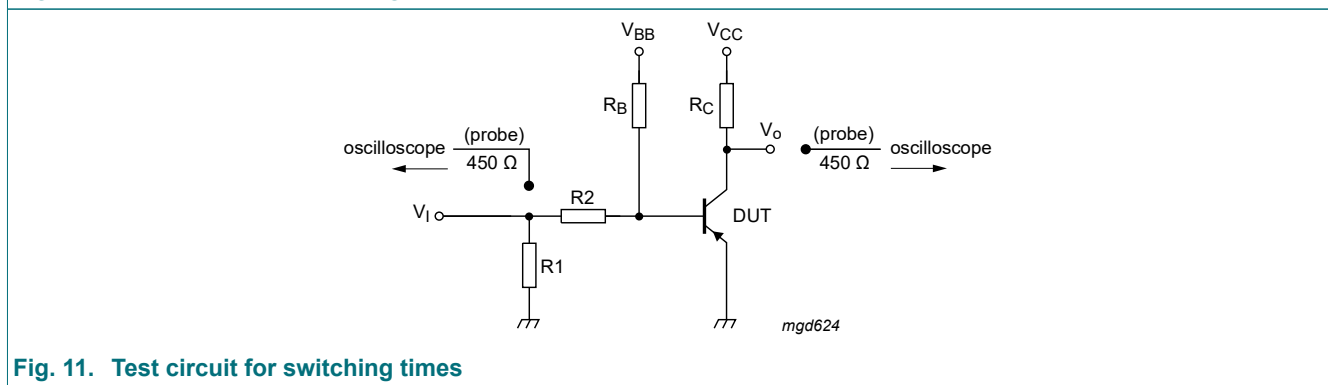 VBB
VCC
RB
RC
Vo
(probe)
450 Ω
oscilloscope
(probe)
450 Ω
oscilloscope
R2
VI
DUT
R1
mgd624
Fig. 11. Test circuit for switching times